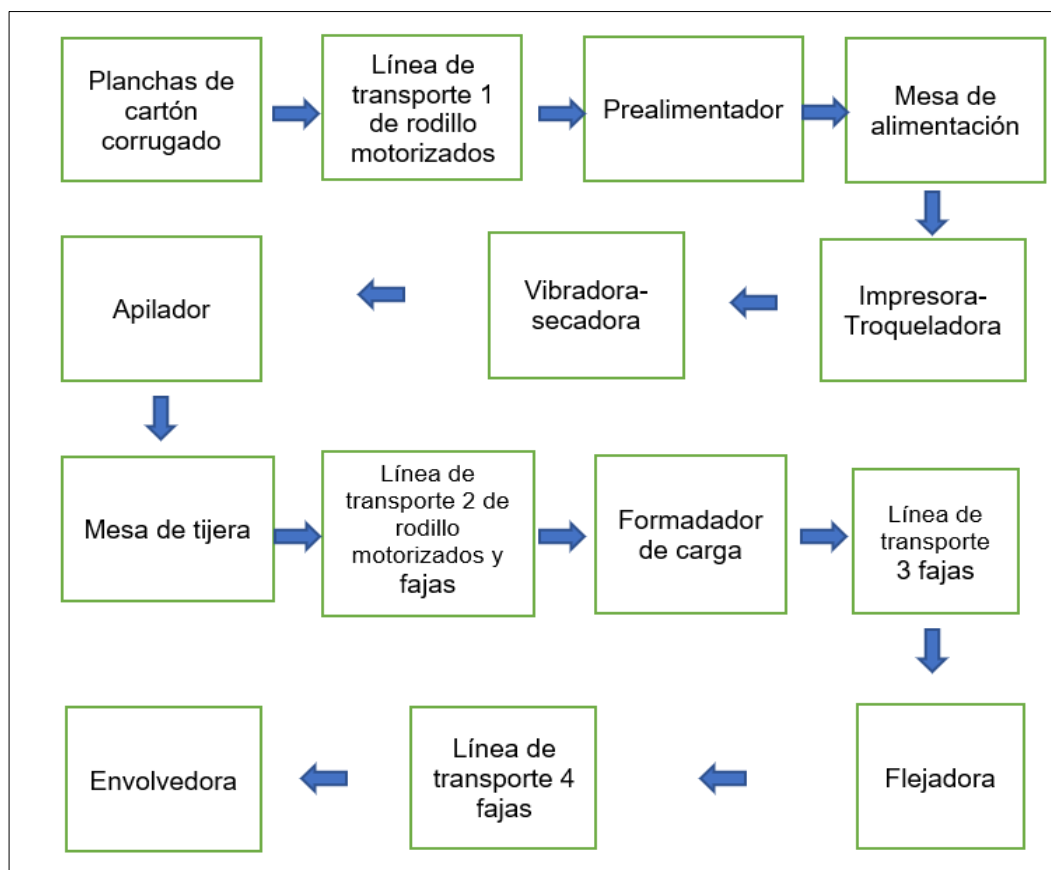 Planchas de
cartón
corrugado
Línea de
transporte 1
de rodillo
motorizados
Prealimentador
Mesa de
alimentación
Impresora-
Troqueladora
Vibradora-
secadora
Apilador
Mesa de tijera
Línea de
transporte 2 de
rodillo
motorizados y
fajas
Formadador
de carga
Línea de
transporte
3 fajas
Flejadora
Línea de
transporte 4
fajas
Envolvedora